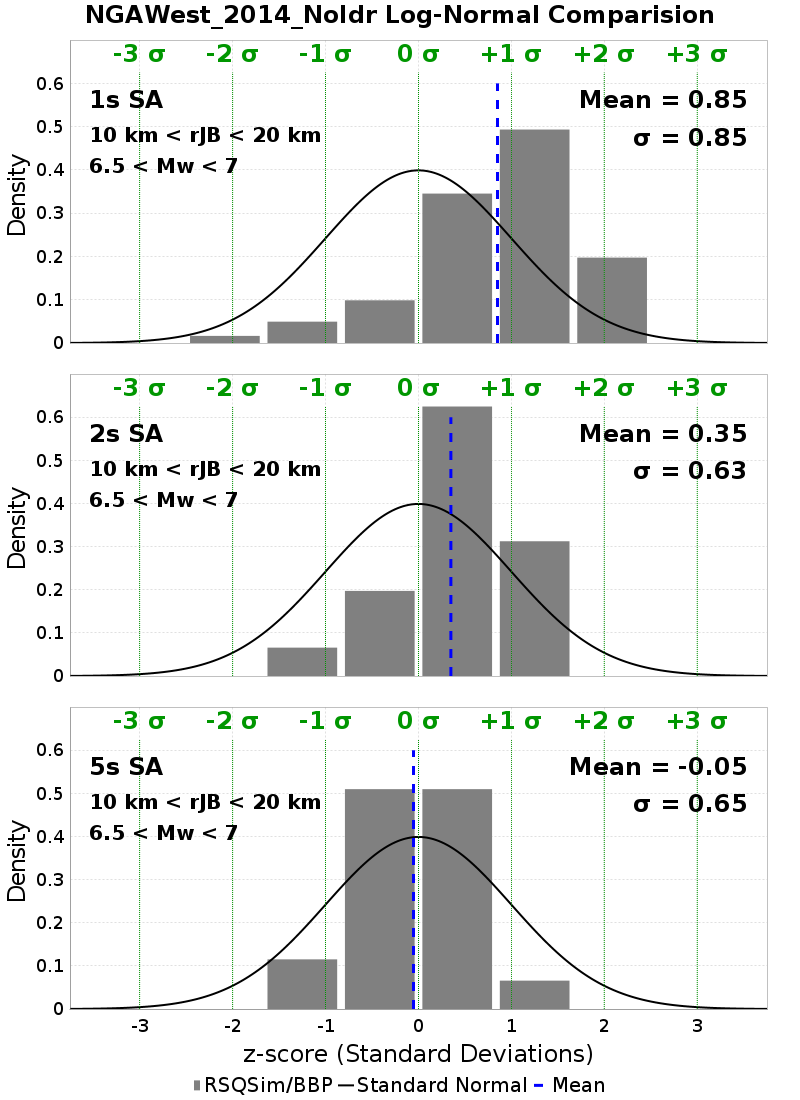 NGAWest_2014_NoIdr Log-Normal Comparision
-3 σ -2 σ -1 σ 0 σ +1 σ +2 σ +3 σ
0.6
1s SA Mean = 0.85
0.5
10 km < rJB < 20 km σ = 0.85
6.5 < Mw < 7
0.4
0.3
0.2
0.1
0
Density
-3 σ -2 σ -1 σ 0 σ +1 σ +2 σ +3 σ
0.6
2s SA Mean = 0.35
0.5
10 km < rJB < 20 km σ = 0.63
6.5 < Mw < 7
0.4
0.3
0.2
0.1
0
Density
-3 σ -2 σ -1 σ 0 σ +1 σ +2 σ +3 σ
0.6
5s SA Mean = -0.05
0.5
10 km < rJB < 20 km σ = 0.65
6.5 < Mw < 7
0.4
0.3
0.2
0.1
0
Density
-3 -2 -1 0 1 2 3
z-score (Standard Deviations)
RSQSim/BBP Standard Normal Mean